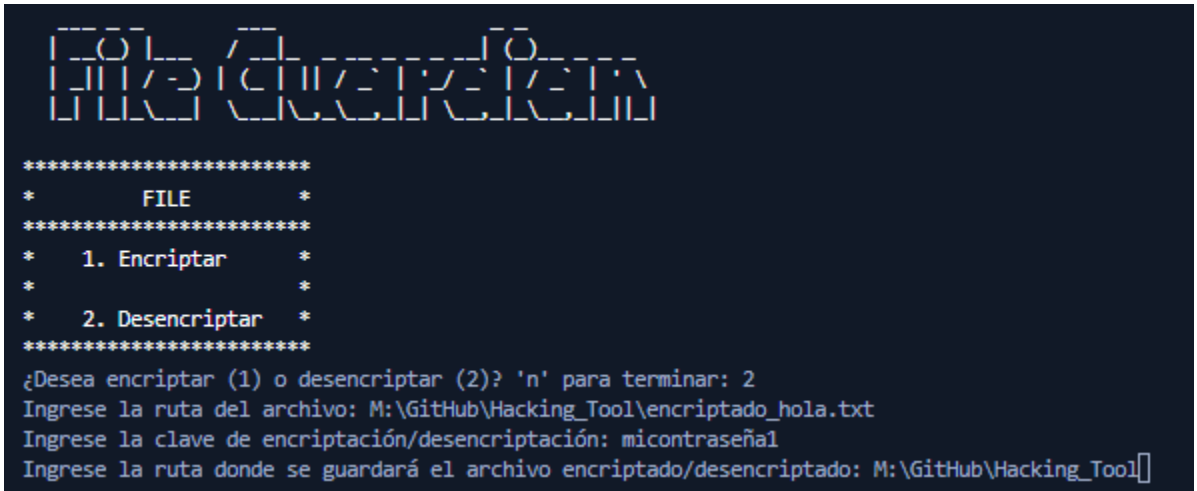 File Guardian
************************
* FILE *
************************
* 1. Encriptar *
* *
* 2. Desencriptar *
************************
¿Desea encriptar (1) o desencriptar (2)? 'n' para terminar: 2
Ingrese la ruta del archivo: M:\GitHub\Hacking_Tool\encriptado_hola.txt
Ingrese la clave de encriptación/desencriptación: micontraseña1
Ingrese la ruta donde se guardará el archivo encriptado/desencriptado: M:\GitHub\Hacking_Tool